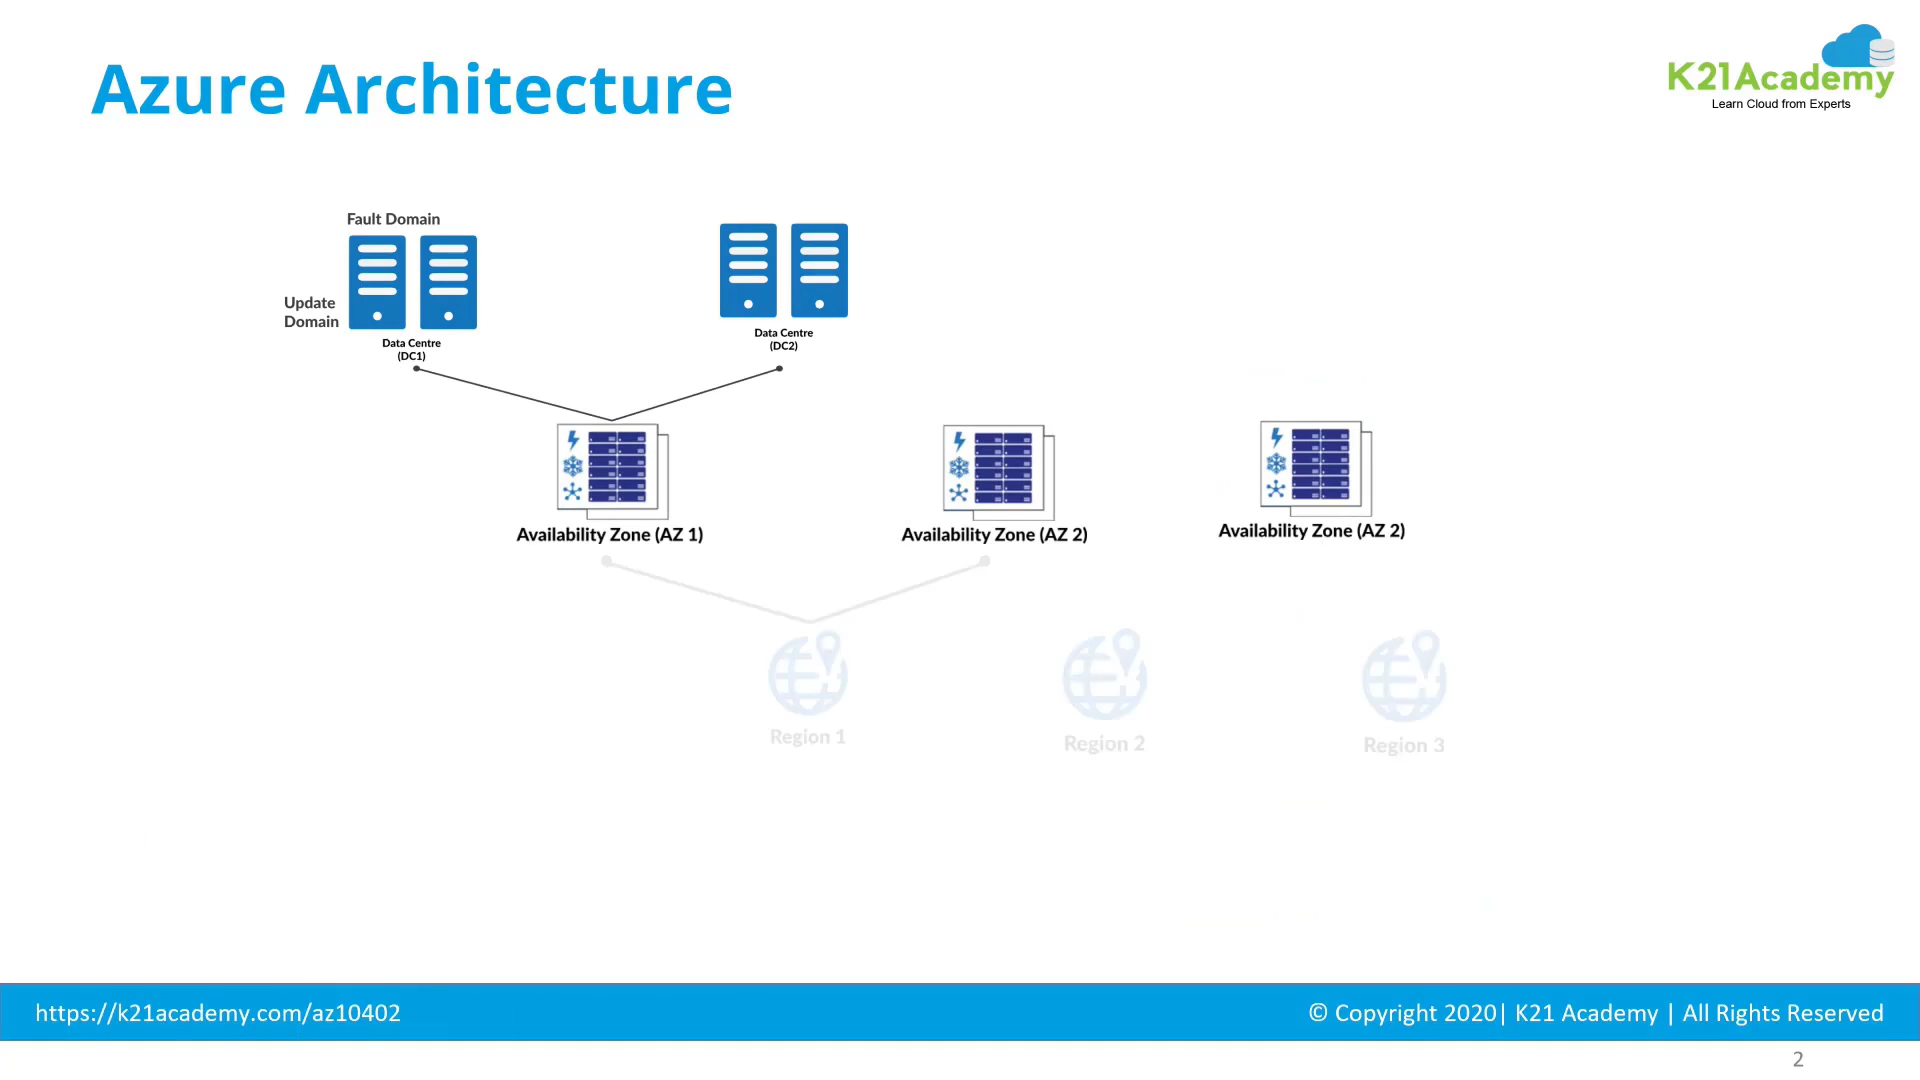 Azure Architecture
K21Academy
Learn Cloud from Experts
Fault Domain
Update
Domain
Data Centre
(DC1)
Data Centre
(DC2)
Availability Zone (AZ 1)
Availability Zone (AZ 2)
Availability Zone (AZ 2)
Region 1
Region 2
Region 3
https://k21academy.com/az10402
© Copyright 2020| K21 Academy | All Rights Reserved
2